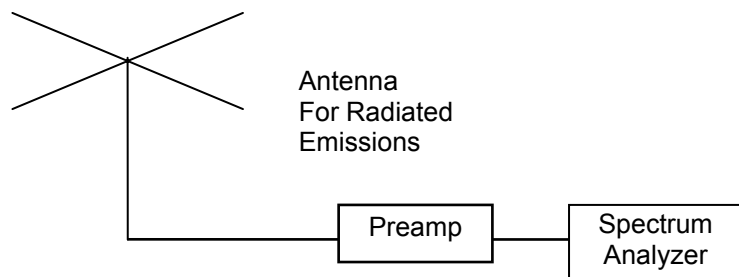 Antenna
For Radiated
Emissions
Preamp
Spectrum
Analyzer